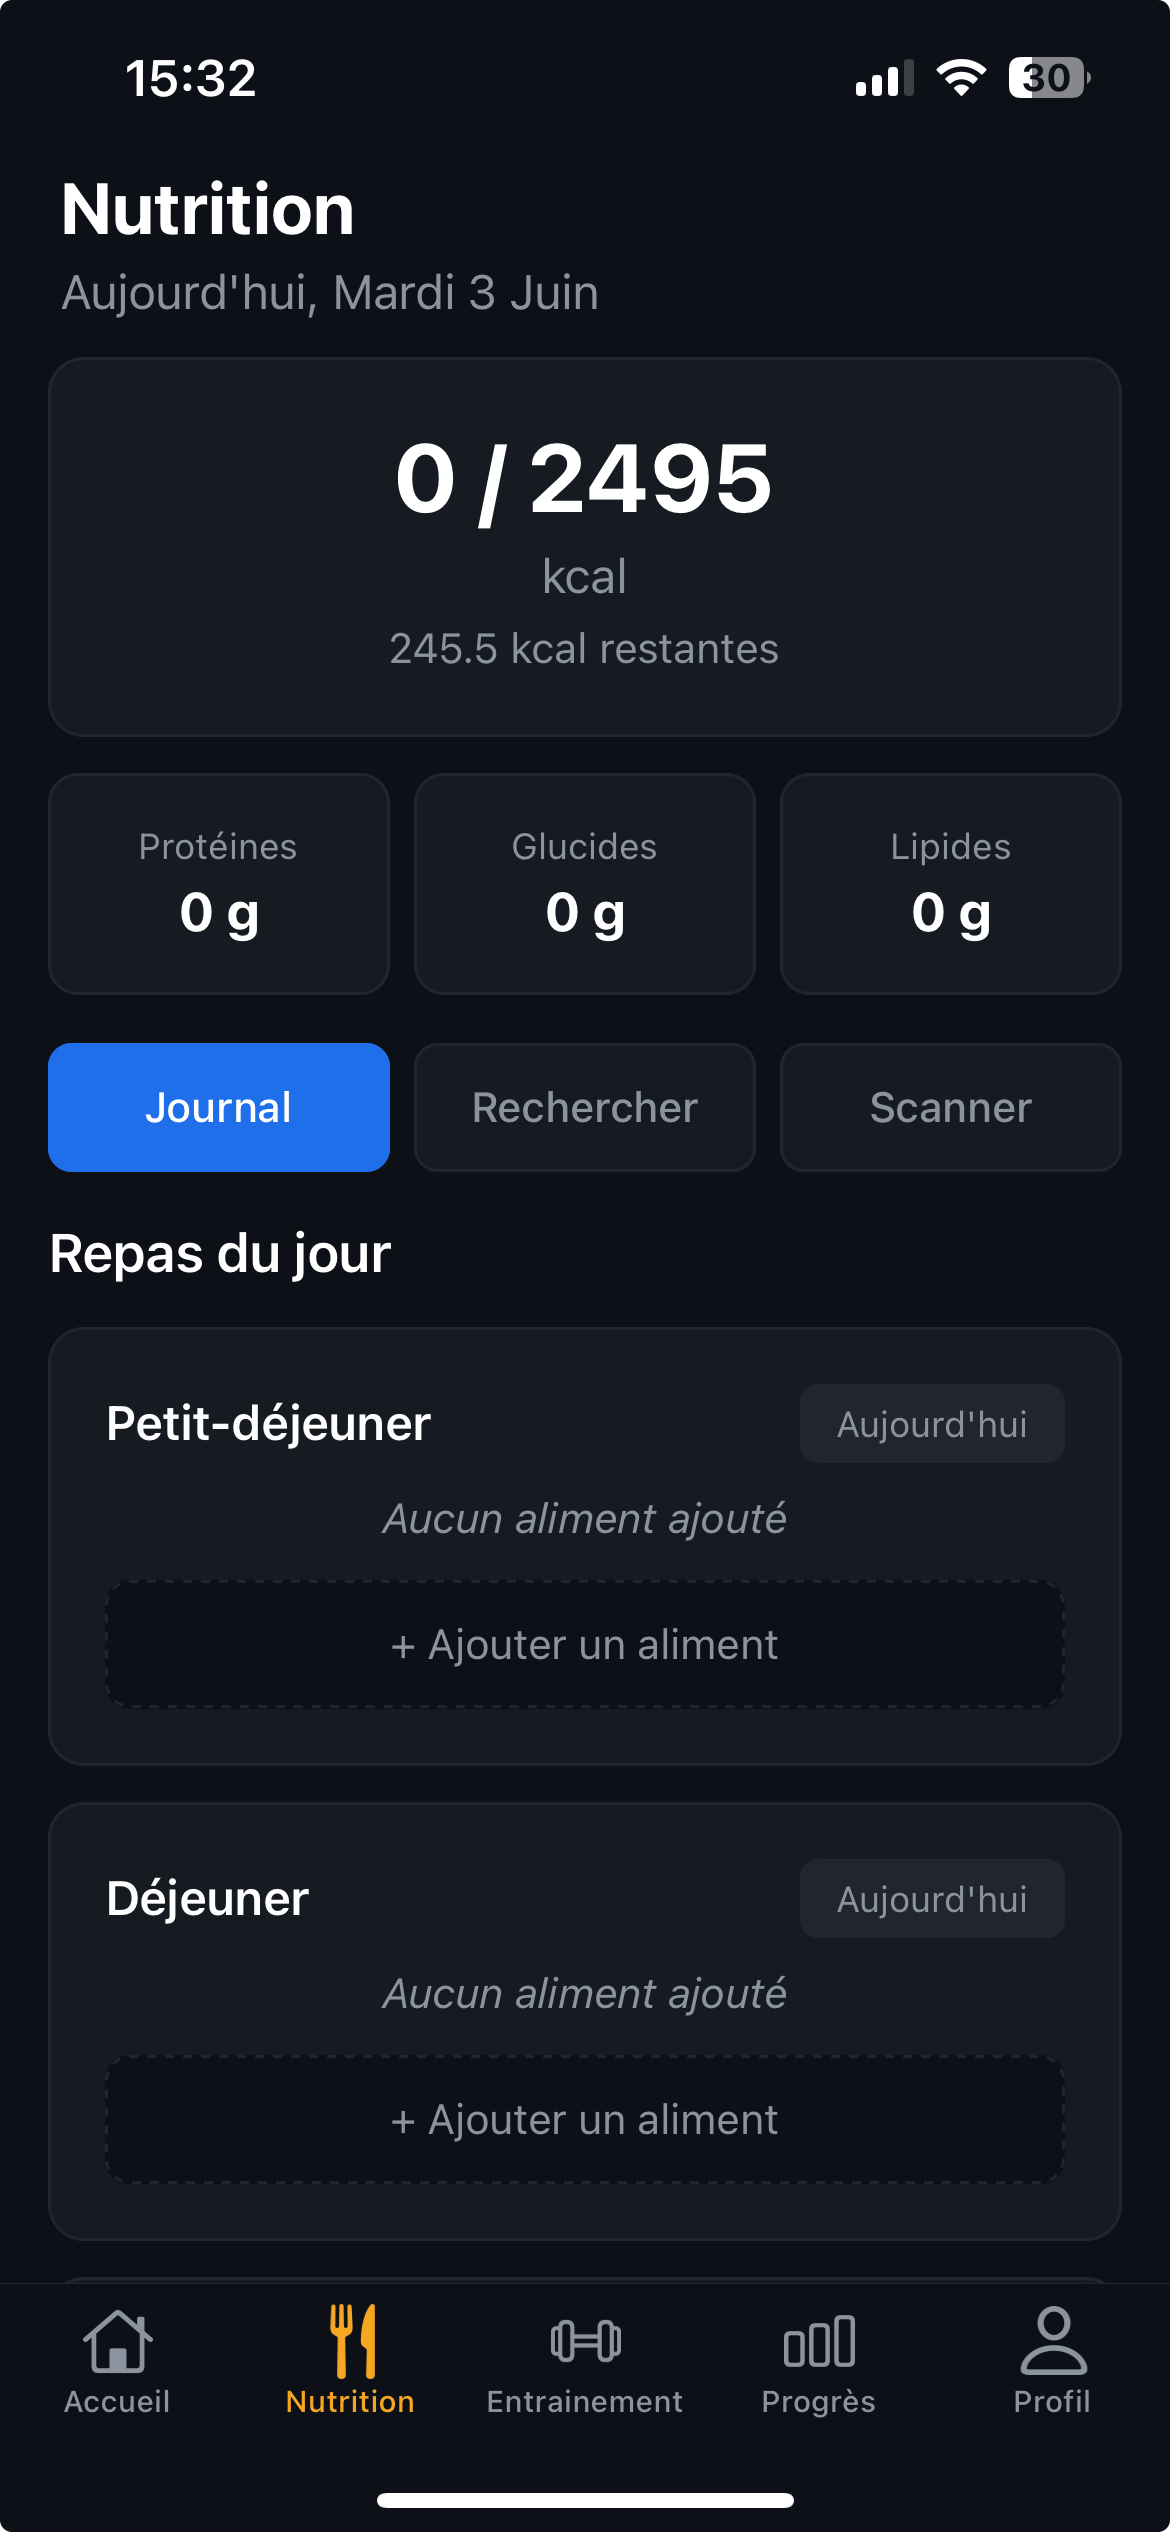 15:32
30
Nutrition
Aujourd'hui, Mardi 3 Juin
0 / 2495
kcal
245.5 kcal restantes
Protéines Glucides Lipides
0 g 0 g 0 g
Journal Rechercher Scanner
Repas du jour
Petit-déjeuner Aujourd'hui
Aucun aliment ajouté
+ Ajouter un aliment
Déjeuner Aujourd'hui
Aucun aliment ajouté
+ Ajouter un aliment
Accueil Nutrition Entrainement Progrès Profil